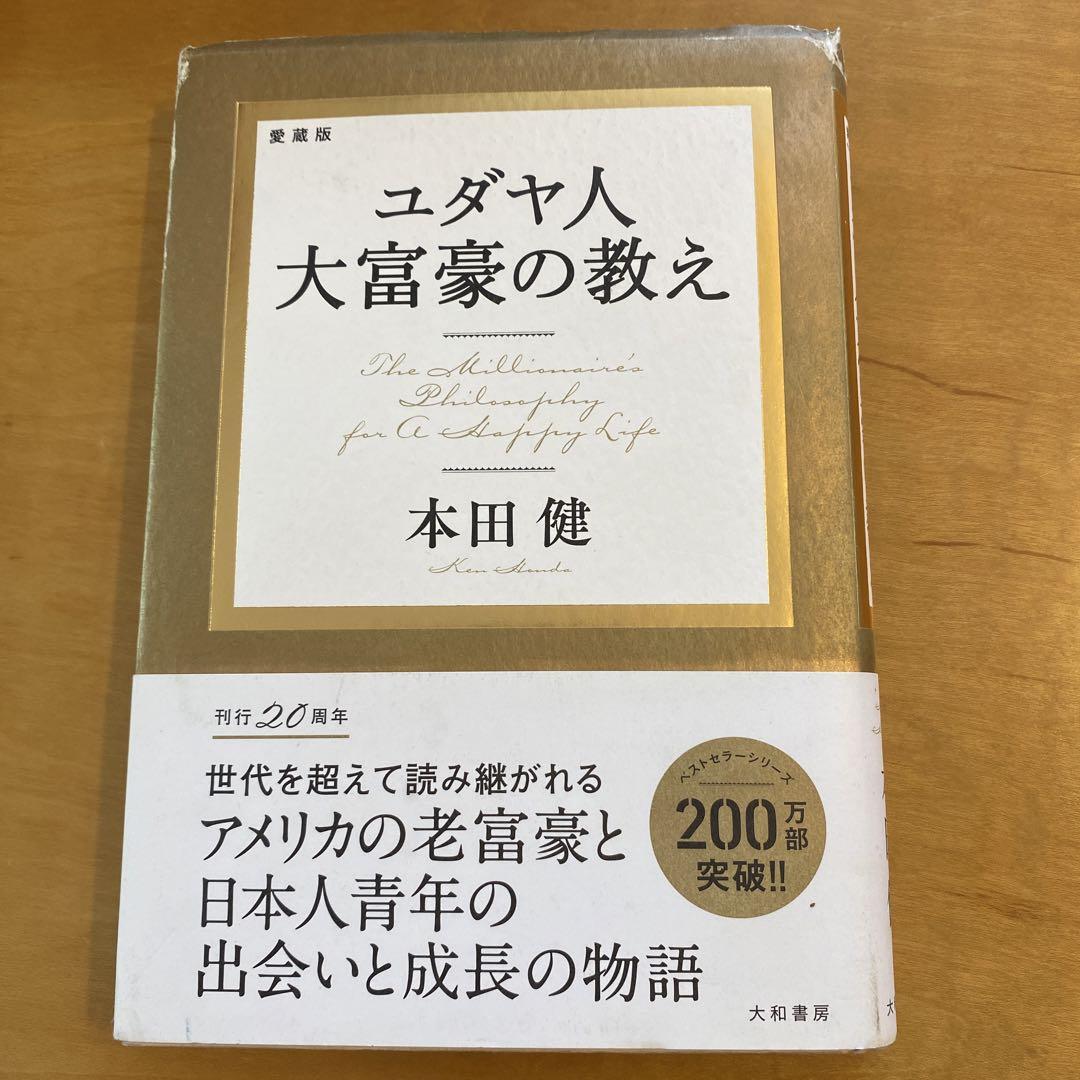 愛蔵版
ユダヤ人
大富豪の教え
The Millionaire's
Philosophy
for A Happy Life
本田 健
Ken Honda
刊行20周年
世代を超えて読み継がれる
アメリカの老富豪と
日本人青年の
出会いと成長の物語
ベストセラーシリーズ
200万部
突破!!
大和書房